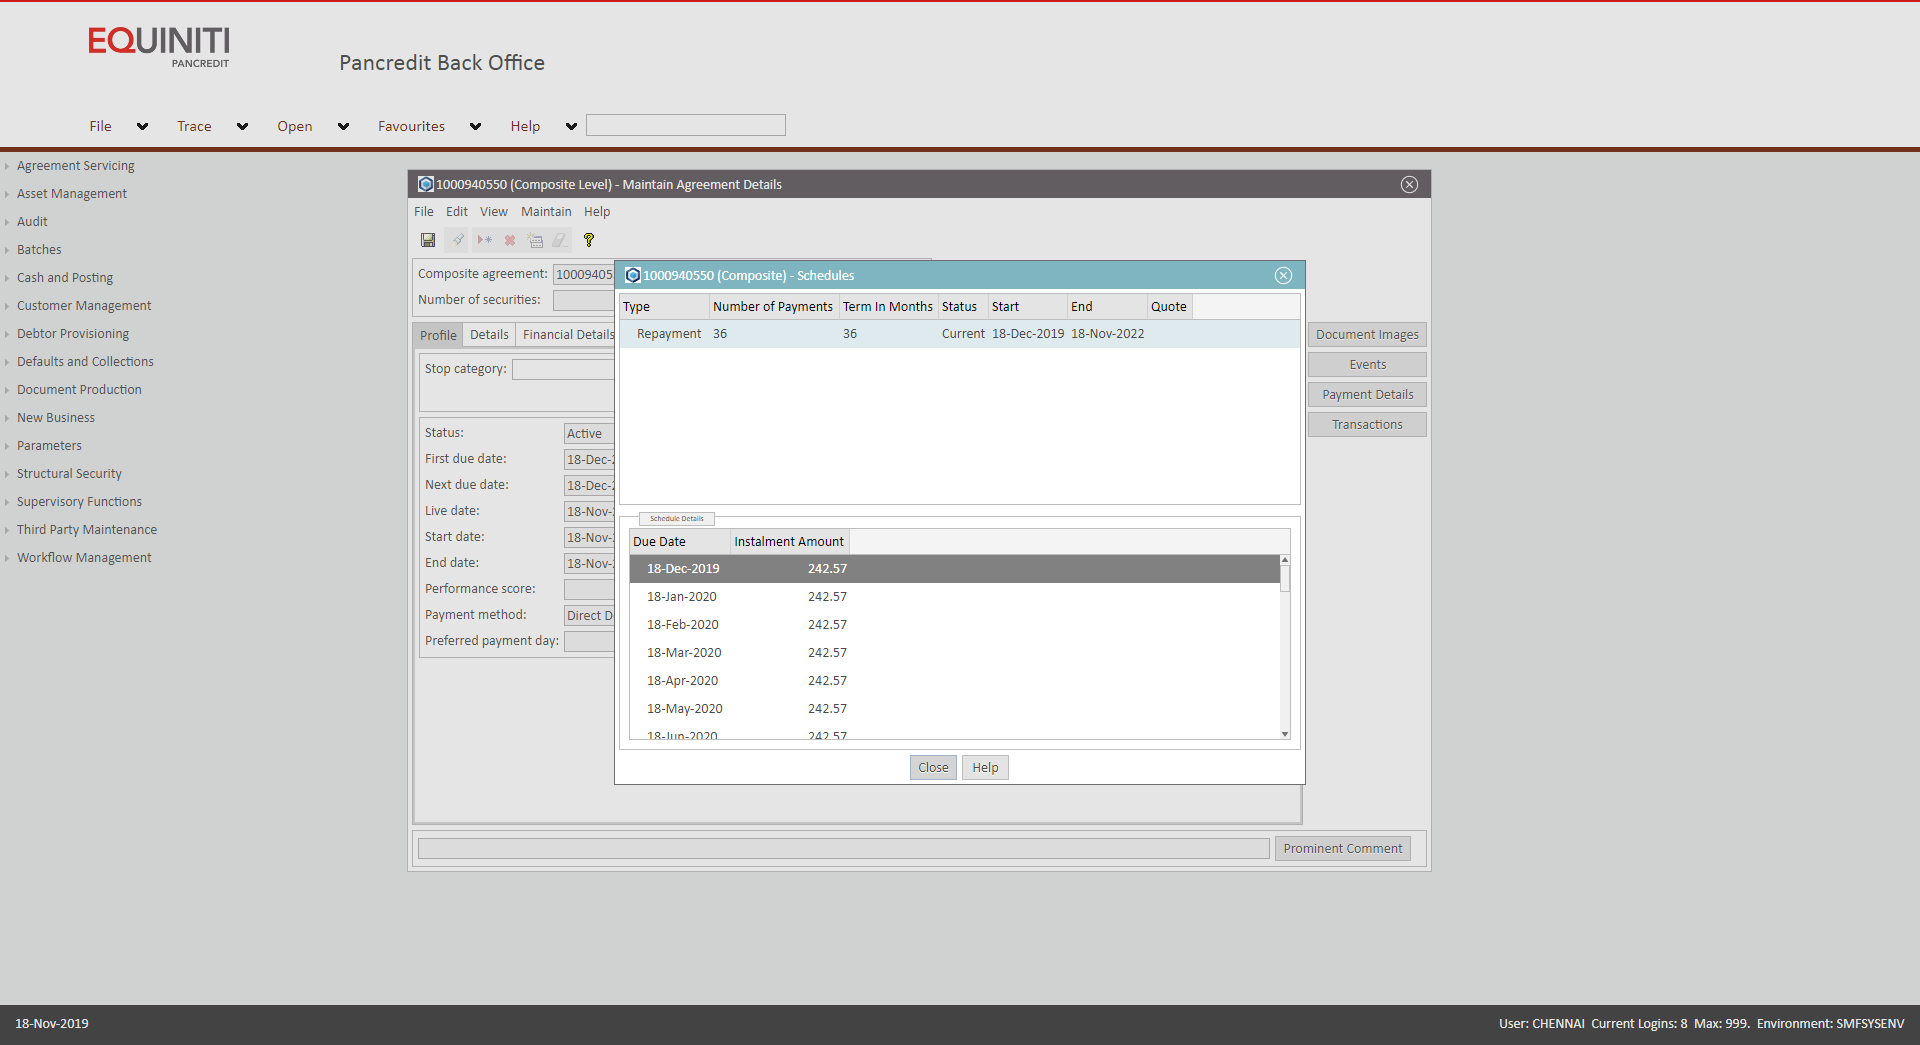 EQUINITI
PANCREDIT
Pancredit Back Office
File Trace Open Favourites Help
Agreement Servicing
Asset Management
Audit
Batches
Cash and Posting
Customer Management
Debtor Provisioning
Defaults and Collections
Document Production
New Business
Parameters
Structural Security
Supervisory Functions
Third Party Maintenance
Workflow Management
1000940550 (Composite Level) - Maintain Agreement Details
File Edit View Maintain Help
Composite agreement: 10009405
Number of securities:
Profile Details Financial Details
Stop category:
Status: Active
First due date: 18-Dec-
Next due date: 18-Dec-
Live date: 18-Nov-
Start date: 18-Nov-
End date: 18-Nov-
Performance score:
Payment method: Direct D
Preferred payment day:
1000940550 (Composite) - Schedules
Type Number of Payments Term In Months Status Start End Quote
Repayment 36 36 Current 18-Dec-2019 18-Nov-2022
Schedule Details
Due Date Instalment Amount
18-Dec-2019 242.57
18-Jan-2020 242.57
18-Feb-2020 242.57
18-Mar-2020 242.57
18-Apr-2020 242.57
18-May-2020 242.57
18-Jun-2020 242.57
Close Help
Document Images
Events
Payment Details
Transactions
Prominent Comment
18-Nov-2019 User: CHENNAI Current Logins: 8 Max: 999. Environment: SMFSYSENV